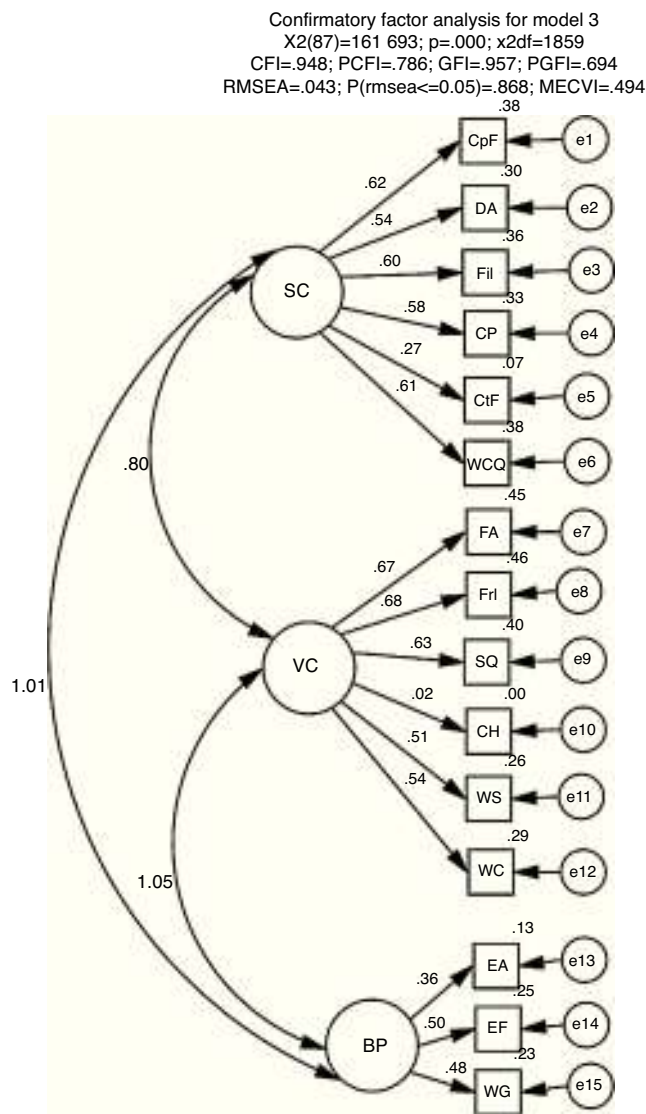 Confirmatory factor analysis for model 3
X2(87)=161 693; p=.000; x2df=1859
CFI=.948; PCFI=.786; GFI=.957; PGFI=.694
RMSEA=.043; P(rmsea<=0.05)=.868; MECVI=.494
.38
CpF
e1
.62
.30
DA
e2
.54
.36
SC
.60
Fil
e3
.33
.58
CP
e4
.27
.07
CtF
e5
.61
.38
WCQ
e6
.80
.45
FA
e7
.67
.46
.68
Frl
e8
.40
VC
.63
SQ
e9
.02
.00
1.01
CH
e10
.51
.26
WS
e11
.54
.29
WC
e12
1.05
.13
EA
e13
.36
.25
BP
.50
EF
e14
.23
.48
WG
e15